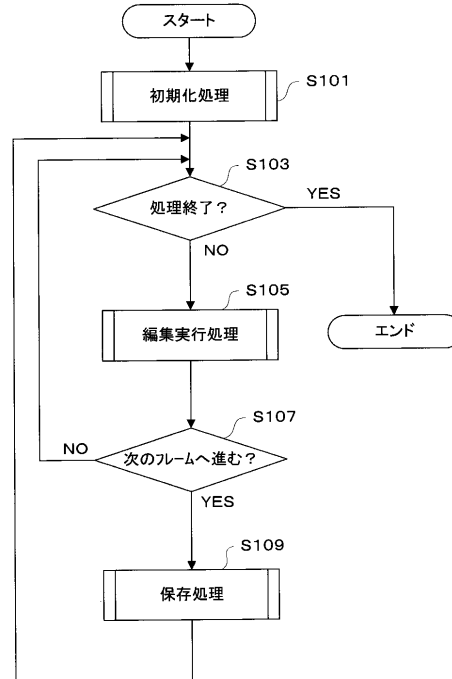 スタート
初期化処理
S101
S103
処理終了？
YES
NO
S105
編集実行処理
エンド
S107
NO
次のフレームへ進む？
YES
S109
保存処理